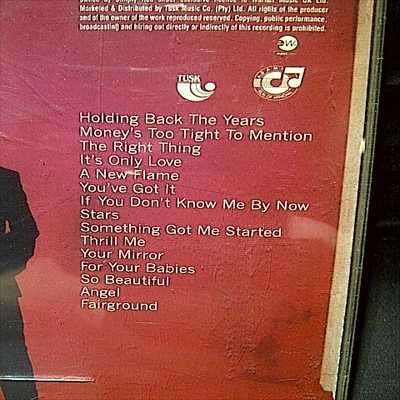 Marketed & Distributed by Tusk Music Co, (Pty) Ltd. All rights of the producer
and of the owner of the work reproduced reserved. Copying, public performance,
broadcasting and hiring out directly or indirectly of this recording is prohibited.
TUSK
Holding Back The Years
Money's Too Tight To Mention
The Right Thing
It's Only Love
A New Flame
You've Got It
If You Don't Know Me By Now
Stars
Something Got Me Started
Thrill Me
Your Mirror
For Your Babies
So Beautiful
Angel
Fairground